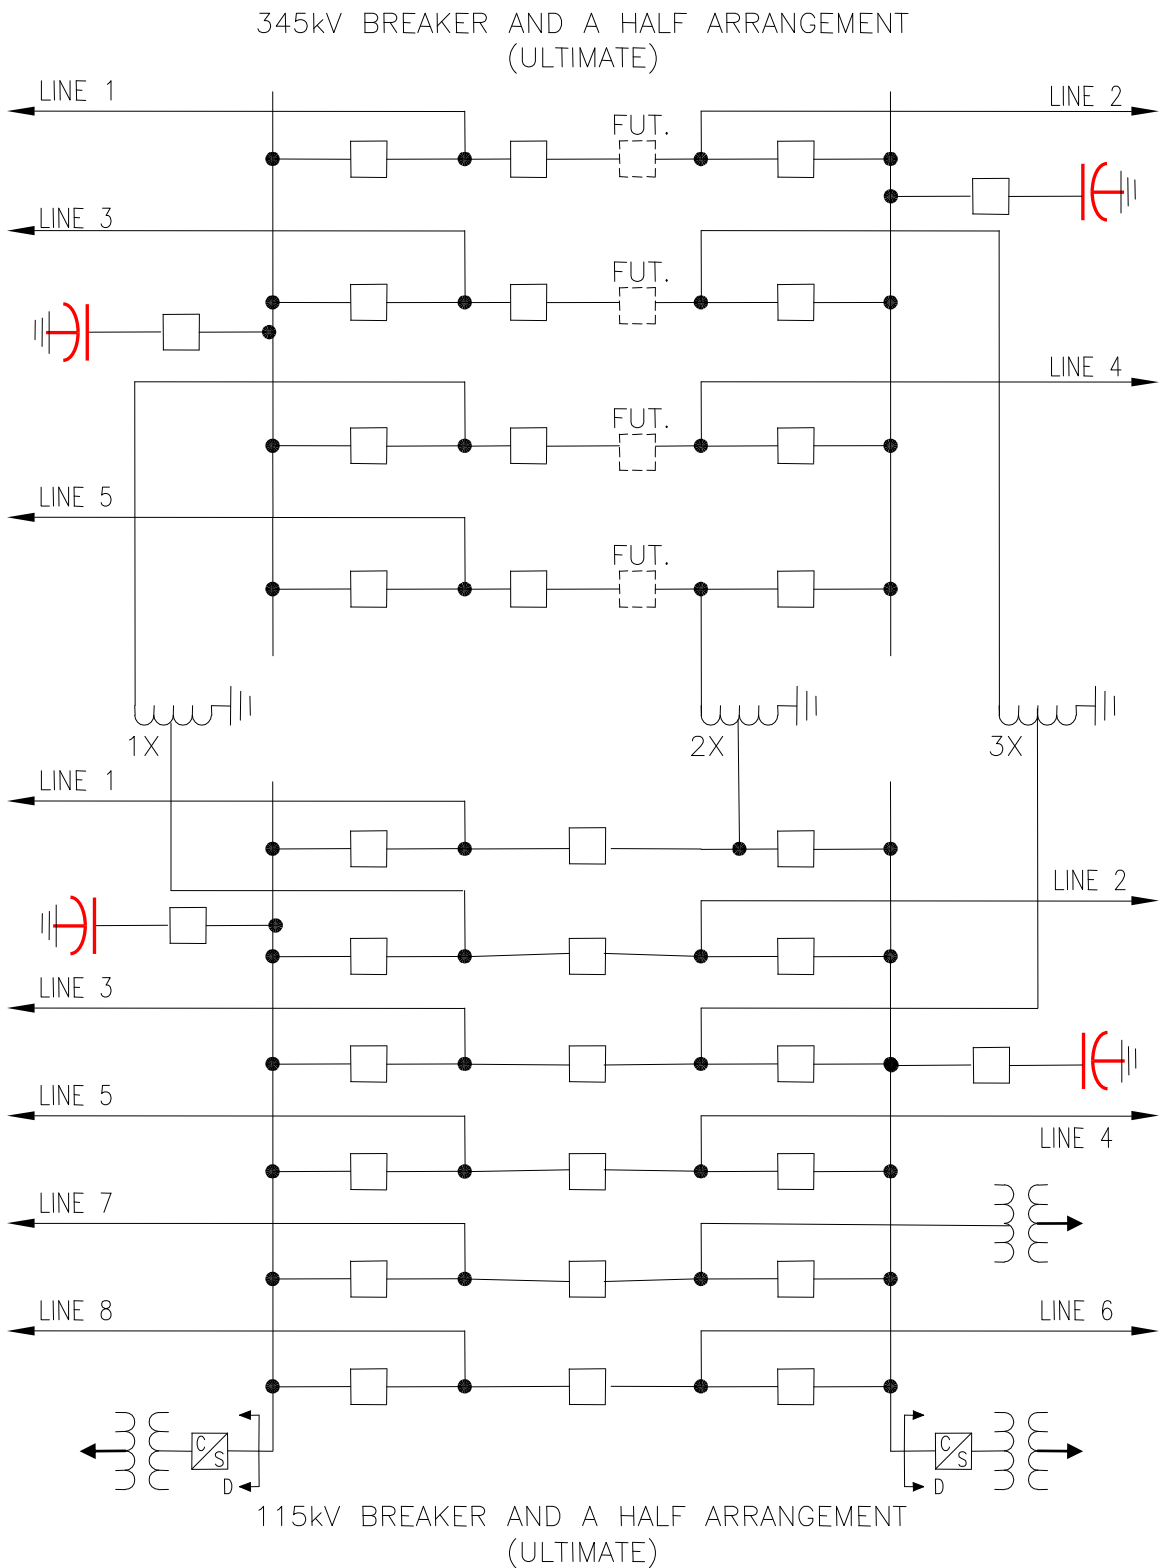 345kV BREAKER AND A HALF ARRANGEMENT
(ULTIMATE)
LINE 1
LINE 2
FUT.
LINE 3
FUT.
LINE 4
FUT.
LINE 5
FUT.
1X
2X
3X
LINE 1
LINE 2
LINE 3
LINE 5
LINE 4
LINE 7
LINE 8
LINE 6
C/S
C/S
D
D
115kV BREAKER AND A HALF ARRANGEMENT
(ULTIMATE)